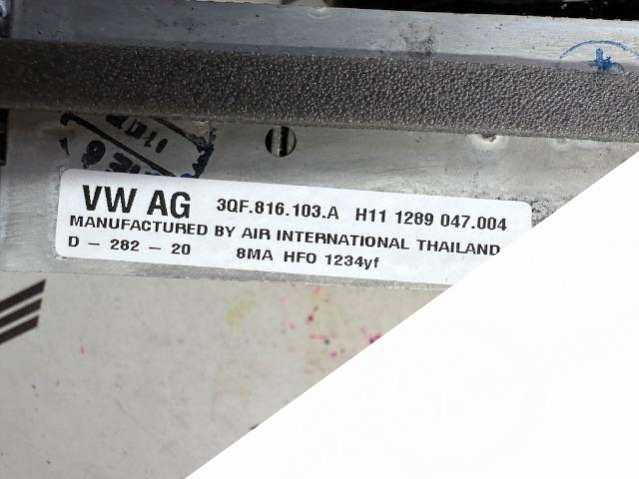 VW AG 3QF.816.103.A H11 1289 047.004
MANUFACTURED BY AIR INTERNATIONAL THAILAND
D - 282 - 20 8MA HFO 1234yf